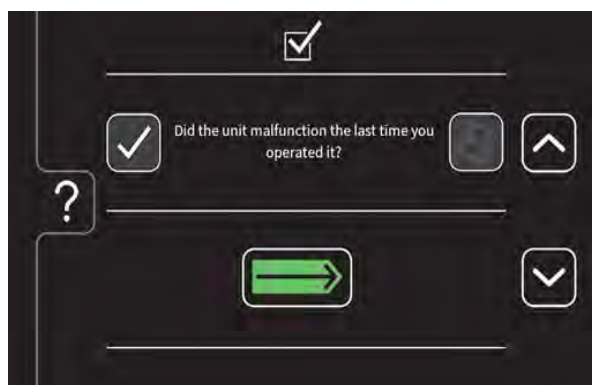 Did the unit malfunction the last time you
operated it?
?